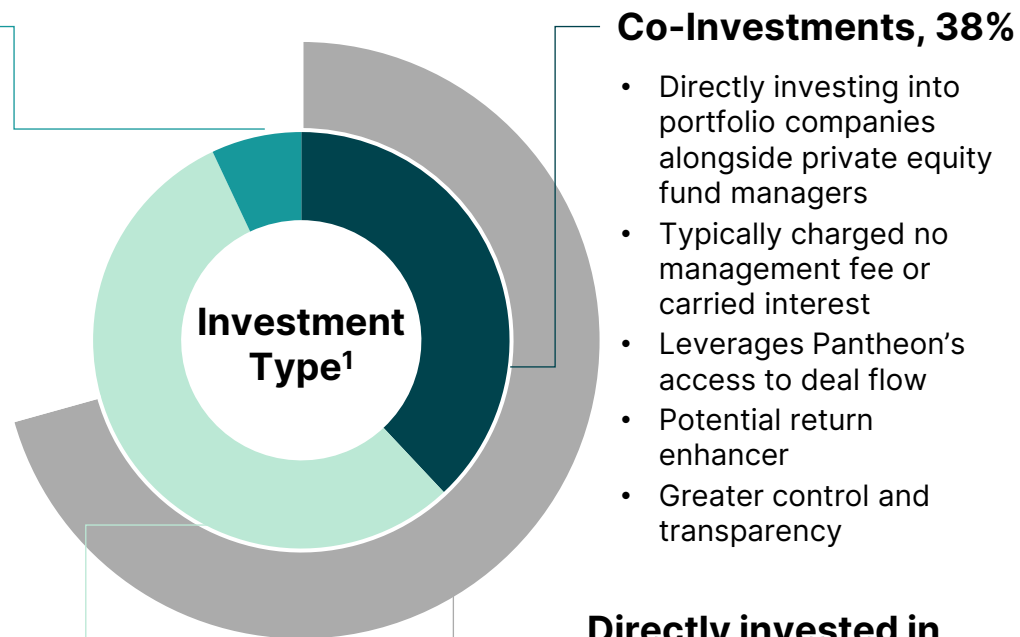 Co-Investments, 38%
• Directly investing into
portfolio companies
alongside private equity
fund managers
• Typically charged no
management fee or
carried interest
• Leverages Pantheon’s
access to deal flow
• Potential return
enhancer
• Greater control and
transparency
Investment
Type¹
Directly invested in